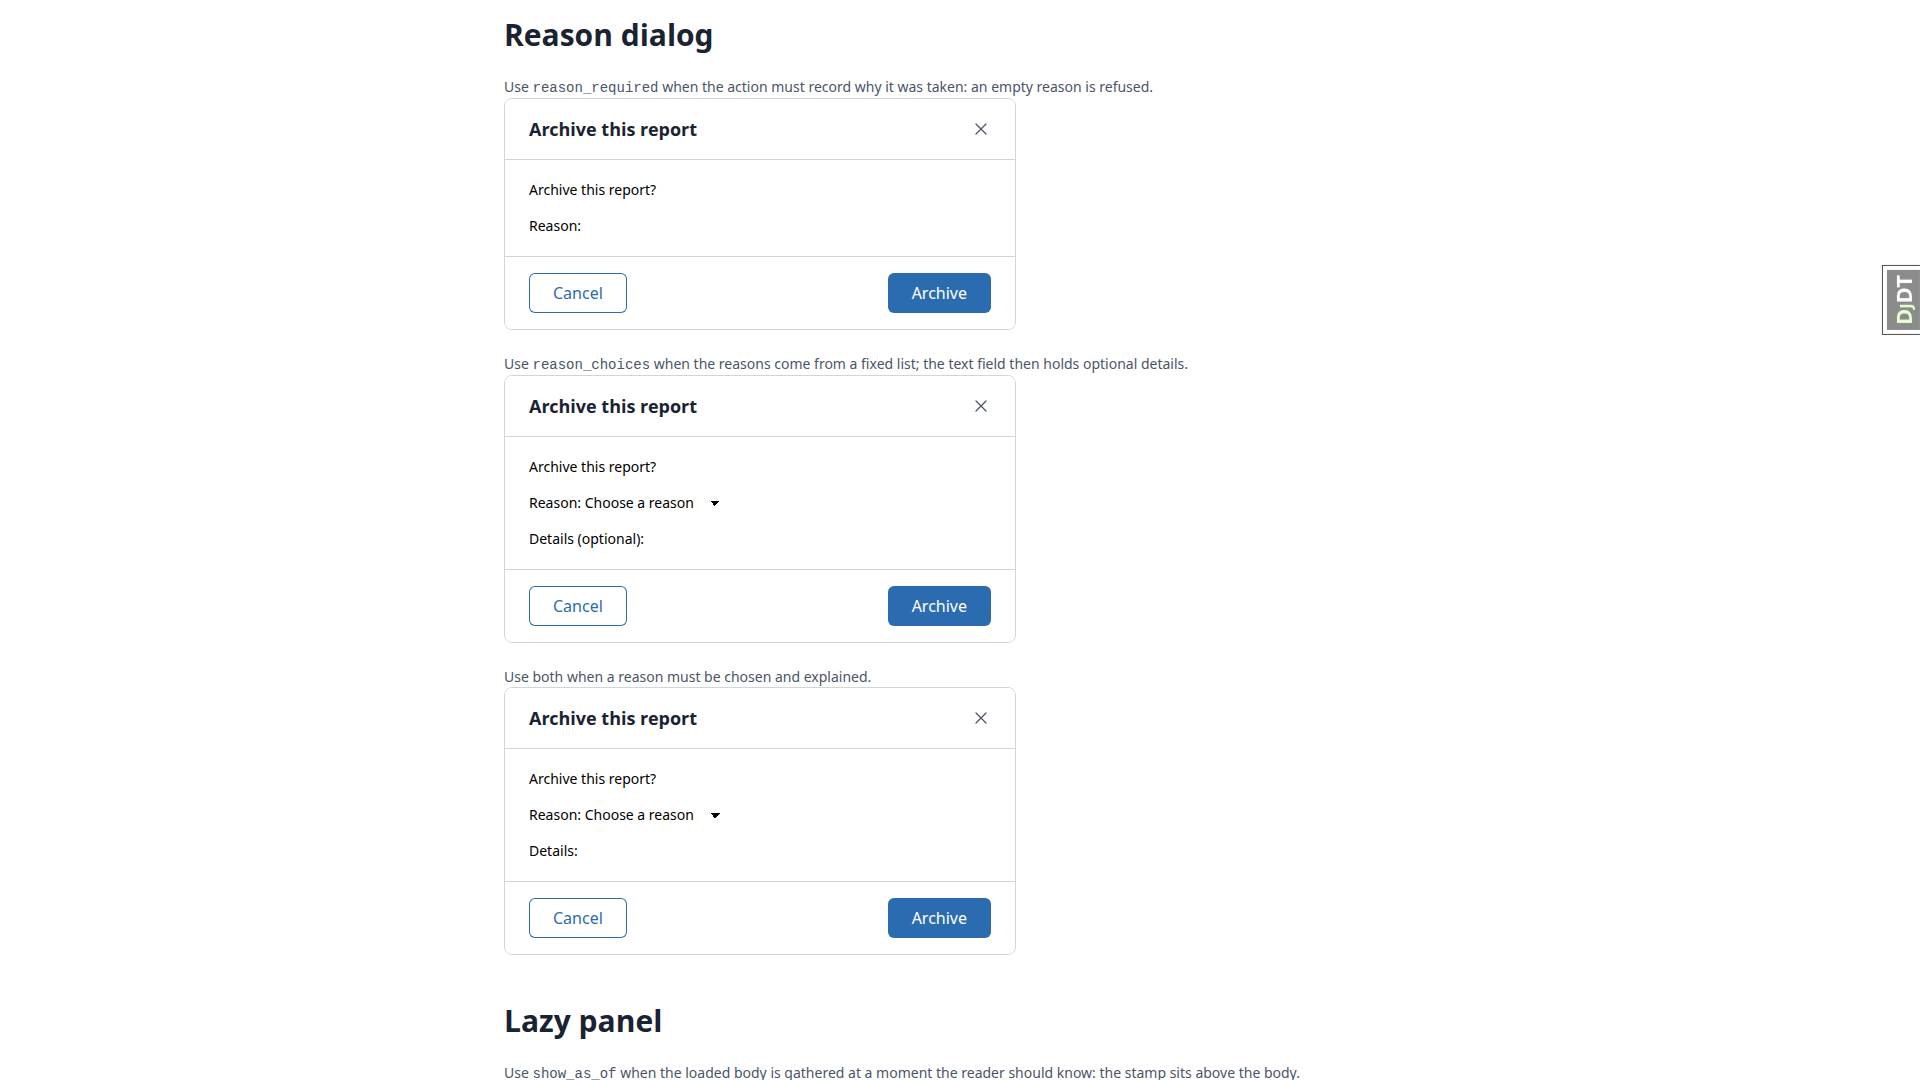 Reason dialog
Use reason_required when the action must record why it was taken: an empty reason is refused.
Archive this report
Archive this report?
Reason:
Cancel
Archive
DjDT
Use reason_choices when the reasons come from a fixed list; the text field then holds optional details.
Archive this report
Archive this report?
Reason: Choose a reason
Details (optional):
Cancel
Archive
Use both when a reason must be chosen and explained.
Archive this report
Archive this report?
Reason: Choose a reason
Details:
Cancel
Archive
Lazy panel
Use show_as_of when the loaded body is gathered at a moment the reader should know: the stamp sits above the body.